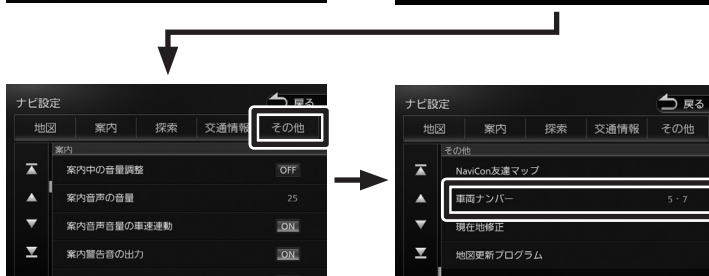 ナビ設定
戻る
地図 案内 探索 交通情報 その他
案内
案内中の音量調整 OFF
案内音声の音量 25
案内音声音量の車速連動 ON
案内警告音の出力 ON
ナビ設定
戻る
地図 案内 探索 交通情報 その他
その他
NaviCon友達マップ
車両ナンバー 5・7
現在地修正
地図更新プログラム